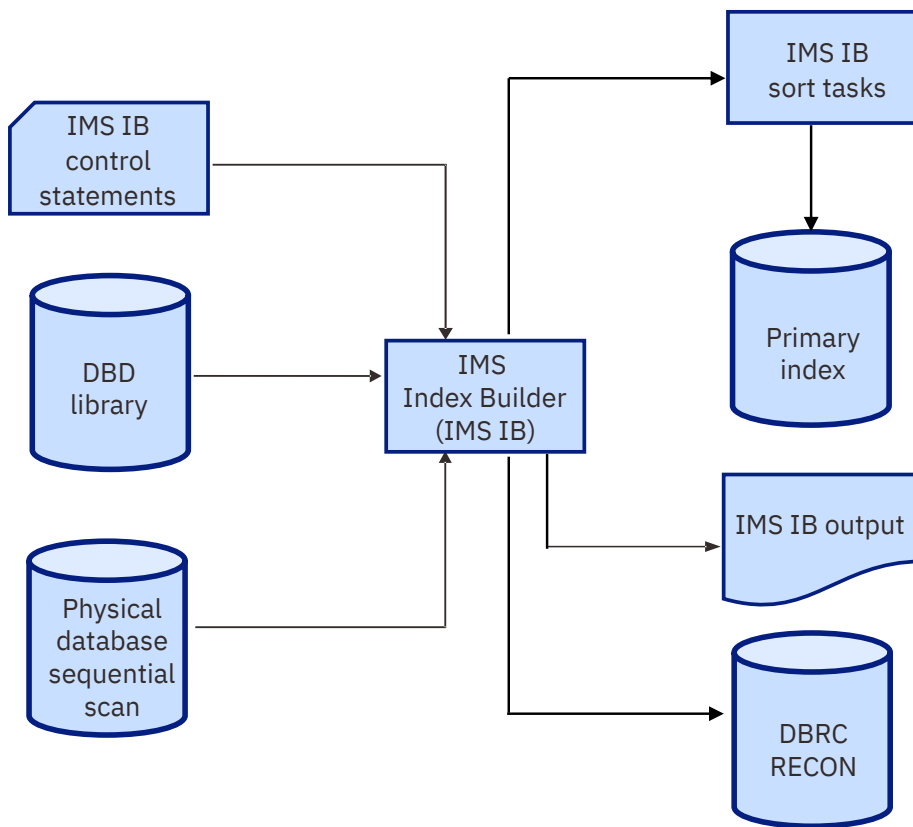 IMS IB
control
statements
DBD
library
Physical
database
sequential
scan
IMS
Index Builder
(IMS IB)
IMS IB
sort tasks
Primary
index
IMS IB output
DBRC
RECON